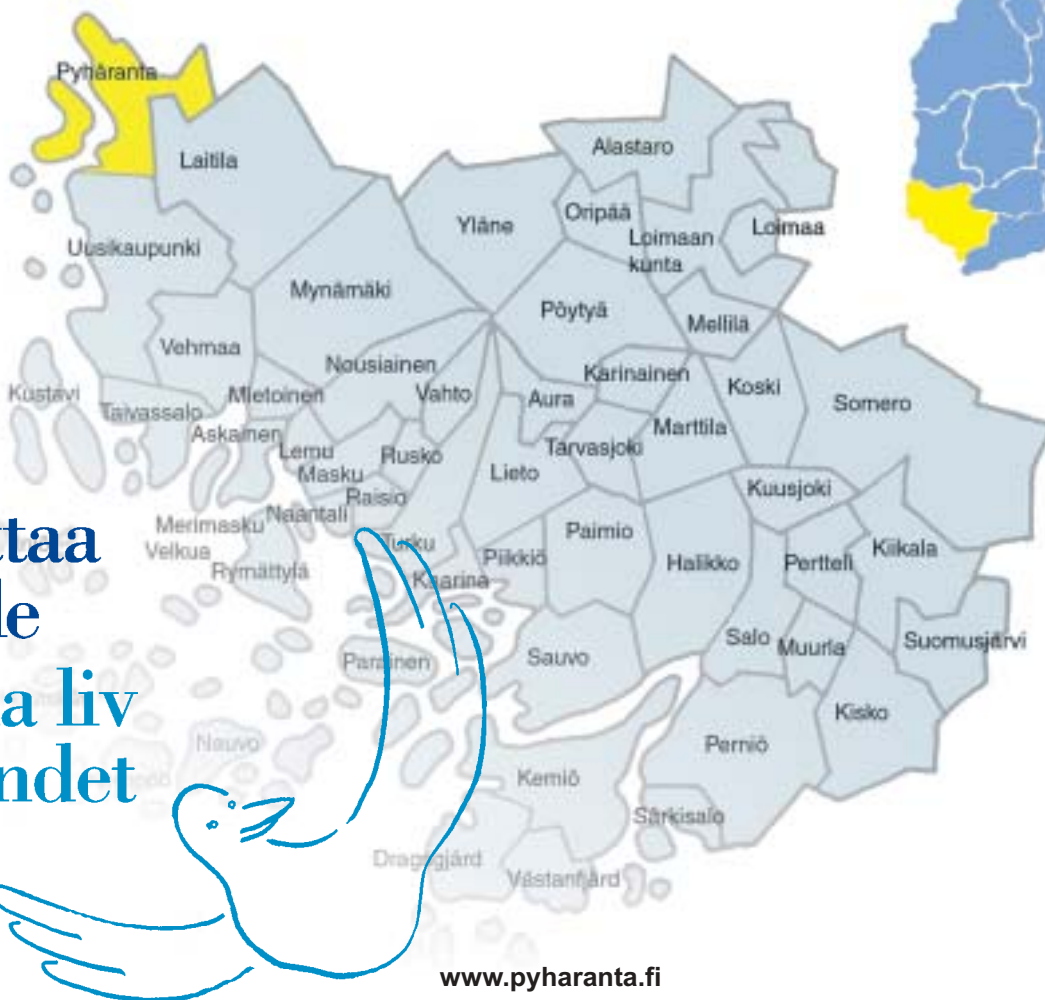 Pyhäranta
Laitila
Alastaro
Yläne
Oripää
Loimaan
kunta
Loimaa
Uusikaupunki
Mynämäki
Pöytyä
Mellilä
Vehmaa
Nousiainen
Karinainen
Koski
Kustavi
Taivassalo
Mietoinen
Vahto
Aura
Somero
Askainen
Lemu
Masku
Rusko
Lieto
Tarvasjoki
Marttila
Raisio
Kuusjoki
Merimasku
Naantali
Velkua
Rymättylä
Turku
Piikkiö
Paimio
Halikko
Pertteli
Kiikala
Kaarina
ttaa
le
Parainen
Sauvo
Salo
Muurla
Suomusjärvi
a liv
ndet
Nauvo
Kisko
Perniö
Kemiö
Särkisalo
Dragsfjärd
Västanfjärd
www.pyharanta.fi